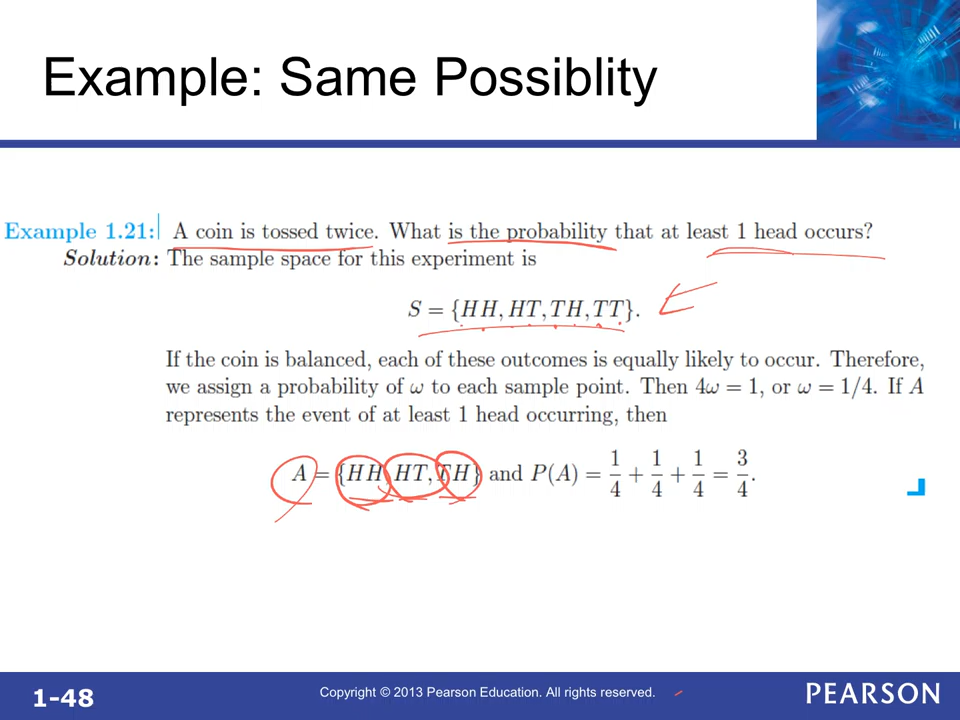 Example: Same Possiblity
Example 1.21: A coin is tossed twice. What is the probability that at least 1 head occurs?
Solution: The sample space for this experiment is
S = {HH, HT, TH, TT}.
If the coin is balanced, each of these outcomes is equally likely to occur. Therefore,
we assign a probability of ω to each sample point. Then 4ω = 1, or ω = 1/4. If A
represents the event of at least 1 head occurring, then
A = {HH, HT, TH} and P(A) = 1/4 + 1/4 + 1/4 = 3/4.
1-48
Copyright © 2013 Pearson Education. All rights reserved.
PEARSON